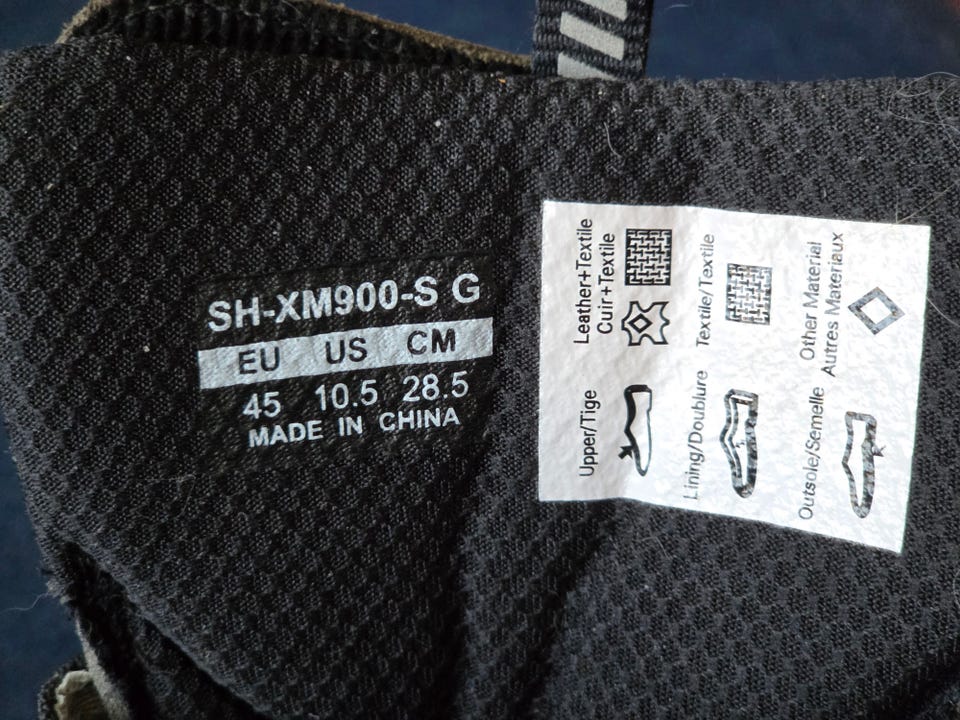 SH-XM900-S G
EU US CM
45 10.5 28.5
MADE IN CHINA
Upper/Tige
Leather+Textile
Cuir+Textile
Lining/Doublure
Textile/Textile
Outsole/Semelle
Other Material
Autres Materiaux